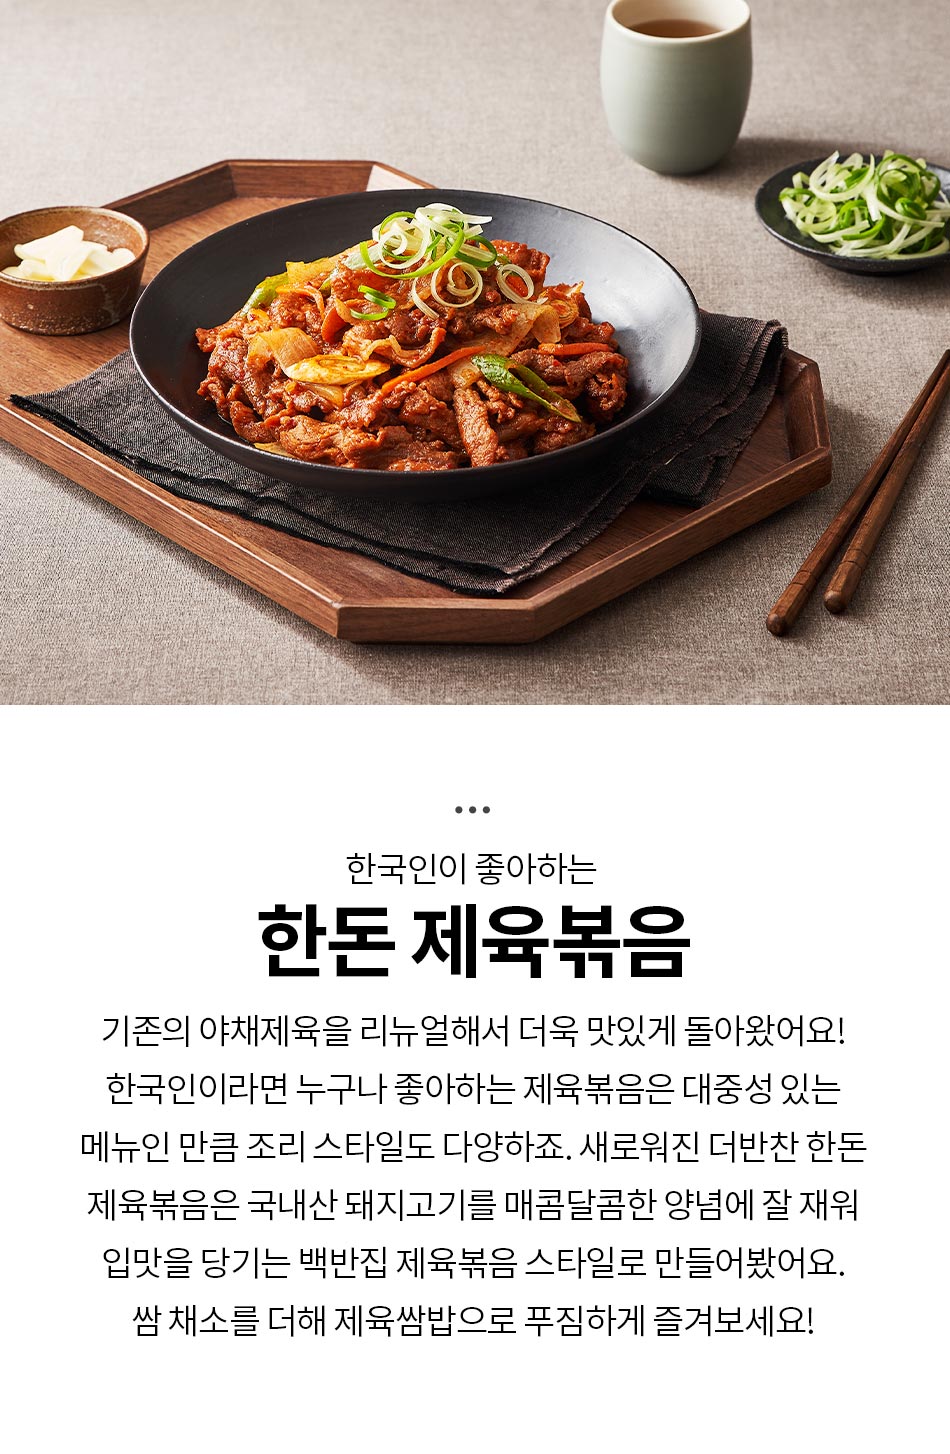 한국인이 좋아하는
한돈 제육볶음
기존의 야채제육을 리뉴얼해서 더욱 맛있게 돌아왔어요!
한국인이라면 누구나 좋아하는 제육볶음은 대중성 있는
메뉴인 만큼 조리 스타일도 다양하죠. 새로워진 더반찬 한돈
제육볶음은 국내산 돼지고기를 매콤달콤한 양념에 잘 재워
입맛을 당기는 백반집 제육볶음 스타일로 만들어봤어요.
쌈 채소를 더해 제육쌈밥으로 푸짐하게 즐겨보세요!